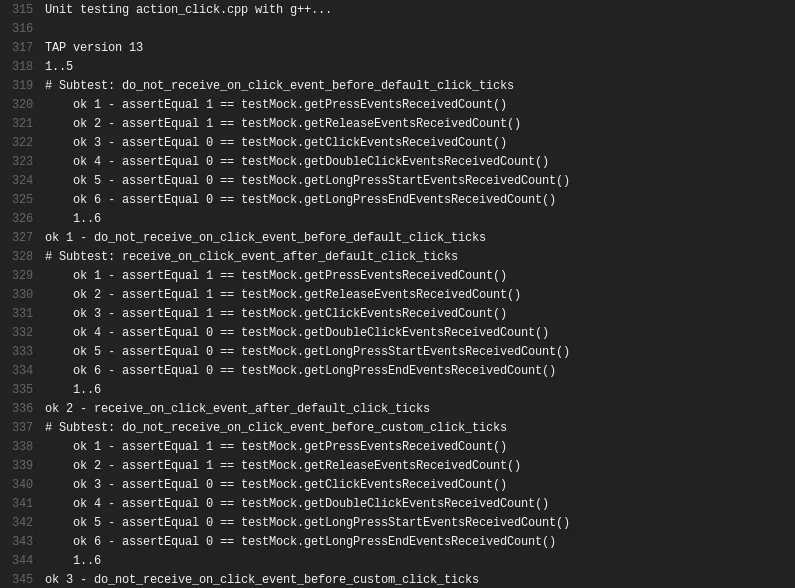 315 Unit testing action_click.cpp with g++...
316
317 TAP version 13
318 1..5
319 # Subtest: do_not_receive_on_click_event_before_default_click_ticks
320     ok 1 - assertEqual 1 == testMock.getPressEventsReceivedCount()
321     ok 2 - assertEqual 1 == testMock.getReleaseEventsReceivedCount()
322     ok 3 - assertEqual 0 == testMock.getClickEventsReceivedCount()
323     ok 4 - assertEqual 0 == testMock.getDoubleClickEventsReceivedCount()
324     ok 5 - assertEqual 0 == testMock.getLongPressStartEventsReceivedCount()
325     ok 6 - assertEqual 0 == testMock.getLongPressEndEventsReceivedCount()
326     1..6
327 ok 1 - do_not_receive_on_click_event_before_default_click_ticks
328 # Subtest: receive_on_click_event_after_default_click_ticks
329     ok 1 - assertEqual 1 == testMock.getPressEventsReceivedCount()
330     ok 2 - assertEqual 1 == testMock.getReleaseEventsReceivedCount()
331     ok 3 - assertEqual 1 == testMock.getClickEventsReceivedCount()
332     ok 4 - assertEqual 0 == testMock.getDoubleClickEventsReceivedCount()
333     ok 5 - assertEqual 0 == testMock.getLongPressStartEventsReceivedCount()
334     ok 6 - assertEqual 0 == testMock.getLongPressEndEventsReceivedCount()
335     1..6
336 ok 2 - receive_on_click_event_after_default_click_ticks
337 # Subtest: do_not_receive_on_click_event_before_custom_click_ticks
338     ok 1 - assertEqual 1 == testMock.getPressEventsReceivedCount()
339     ok 2 - assertEqual 1 == testMock.getReleaseEventsReceivedCount()
340     ok 3 - assertEqual 0 == testMock.getClickEventsReceivedCount()
341     ok 4 - assertEqual 0 == testMock.getDoubleClickEventsReceivedCount()
342     ok 5 - assertEqual 0 == testMock.getLongPressStartEventsReceivedCount()
343     ok 6 - assertEqual 0 == testMock.getLongPressEndEventsReceivedCount()
344     1..6
345 ok 3 - do_not_receive_on_click_event_before_custom_click_ticks